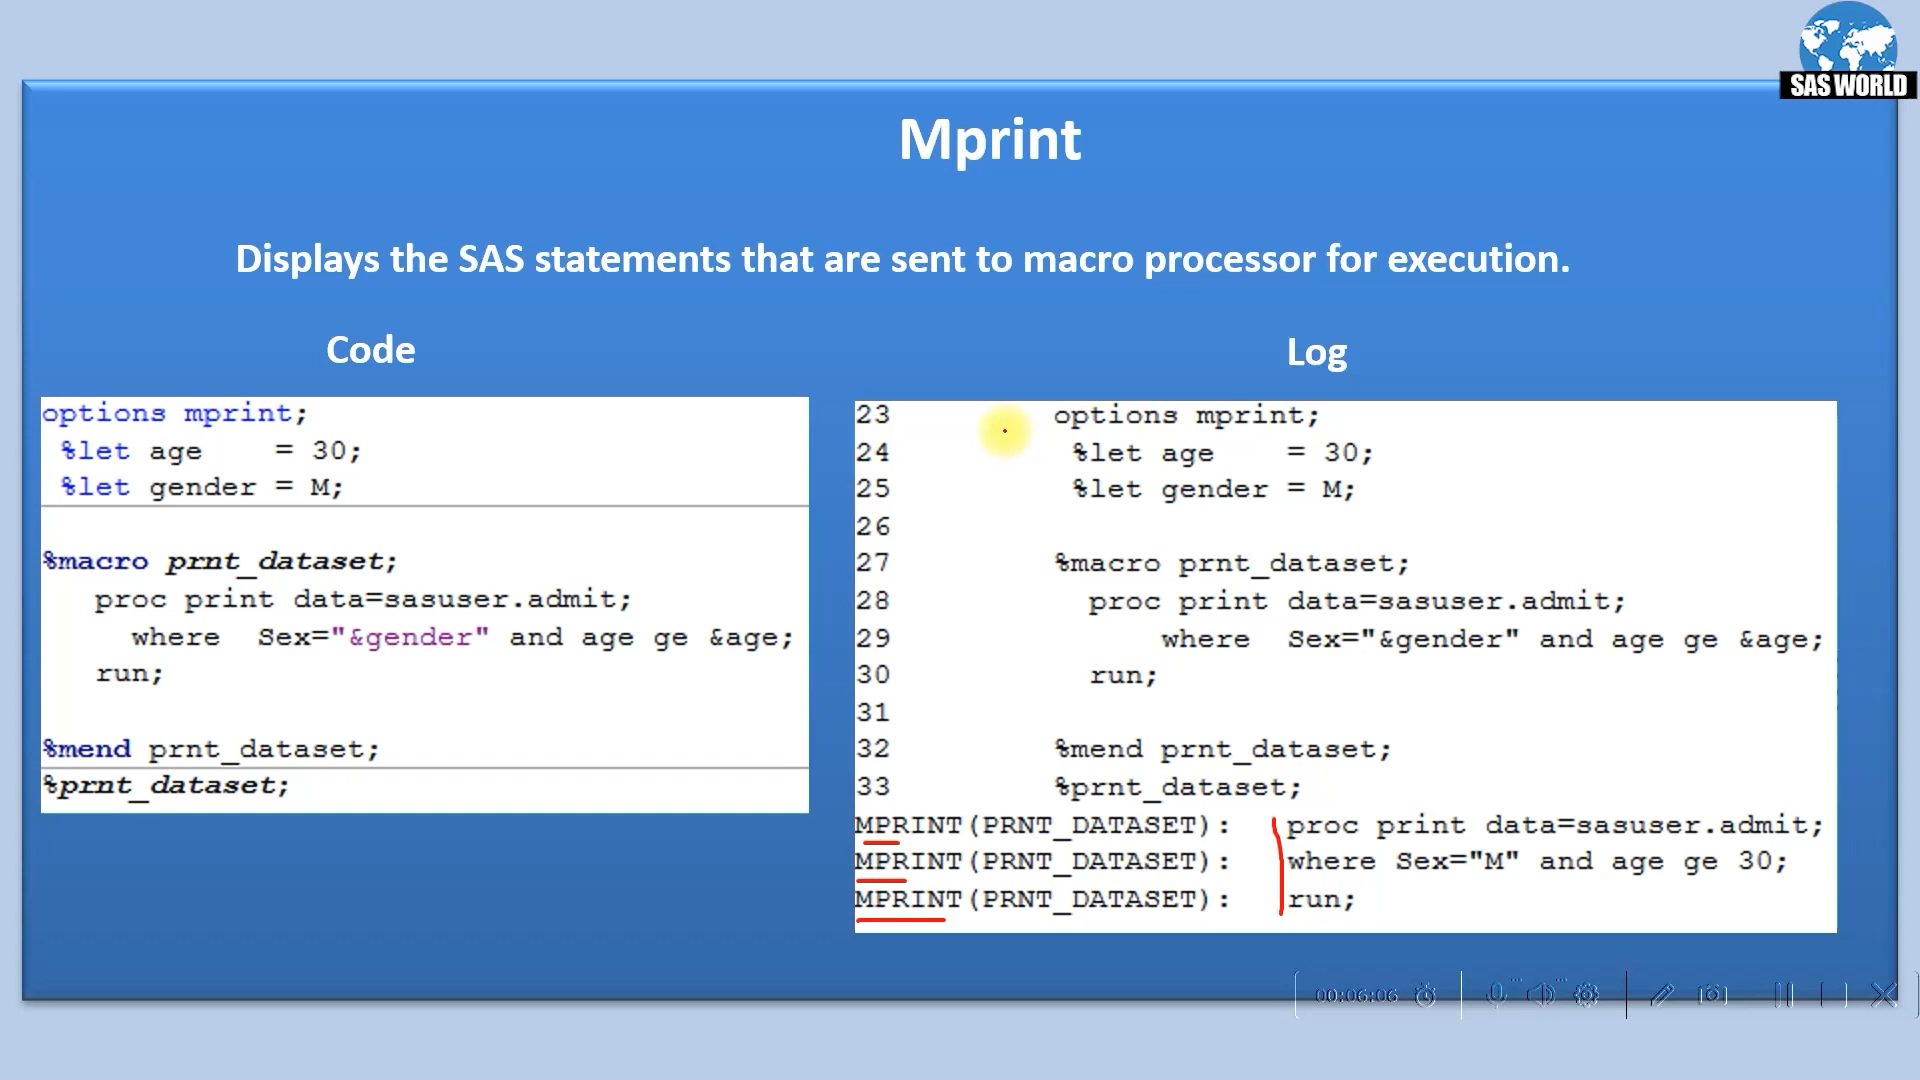 SAS WORLD
Mprint
Displays the SAS statements that are sent to macro processor for execution.
Code
options mprint;
%let age    = 30;
%let gender = M;
%macro prnt_dataset;
proc print data=sasuser.admit;
where  Sex="&gender" and age ge &age;
run;
%mend prnt_dataset;
%prnt_dataset;
Log
23 options mprint;
24 %let age    = 30;
25 %let gender = M;
26
27 %macro prnt_dataset;
28 proc print data=sasuser.admit;
29 where  Sex="&gender" and age ge &age;
30 run;
31
32 %mend prnt_dataset;
33 %prnt_dataset;
MPRINT(PRNT_DATASET):   proc print data=sasuser.admit;
MPRINT(PRNT_DATASET):   where Sex="M" and age ge 30;
MPRINT(PRNT_DATASET):   run;
00:06:06